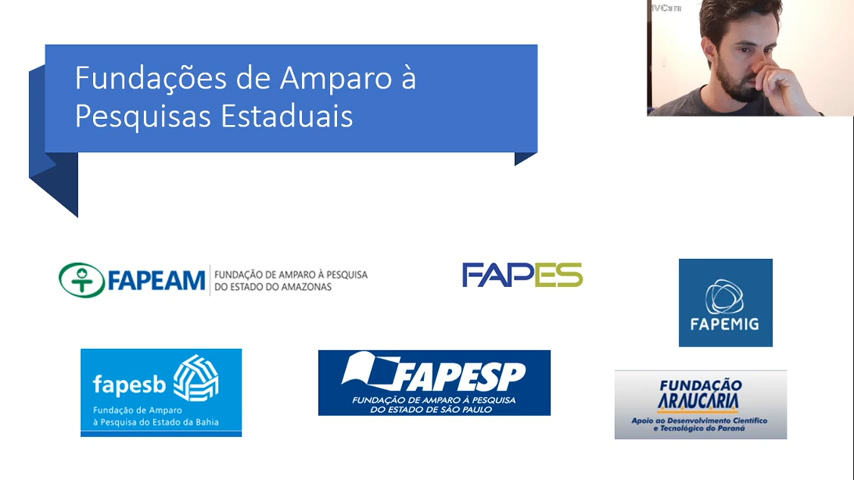 Fundações de Amparo à
Pesquisas Estaduais
FAPEAM
FUNDAÇÃO DE AMPARO À PESQUISA
DO ESTADO DO AMAZONAS
FAPES
FAPEMIG
fapesb
Fundação de Amparo
à Pesquisa do Estado da Bahia
FAPESP
FUNDAÇÃO DE AMPARO À PESQUISA
DO ESTADO DE SÃO PAULO
FUNDAÇÃO
ARAUCÁRIA
Apoio ao Desenvolvimento Científico
e Tecnológico do Paraná